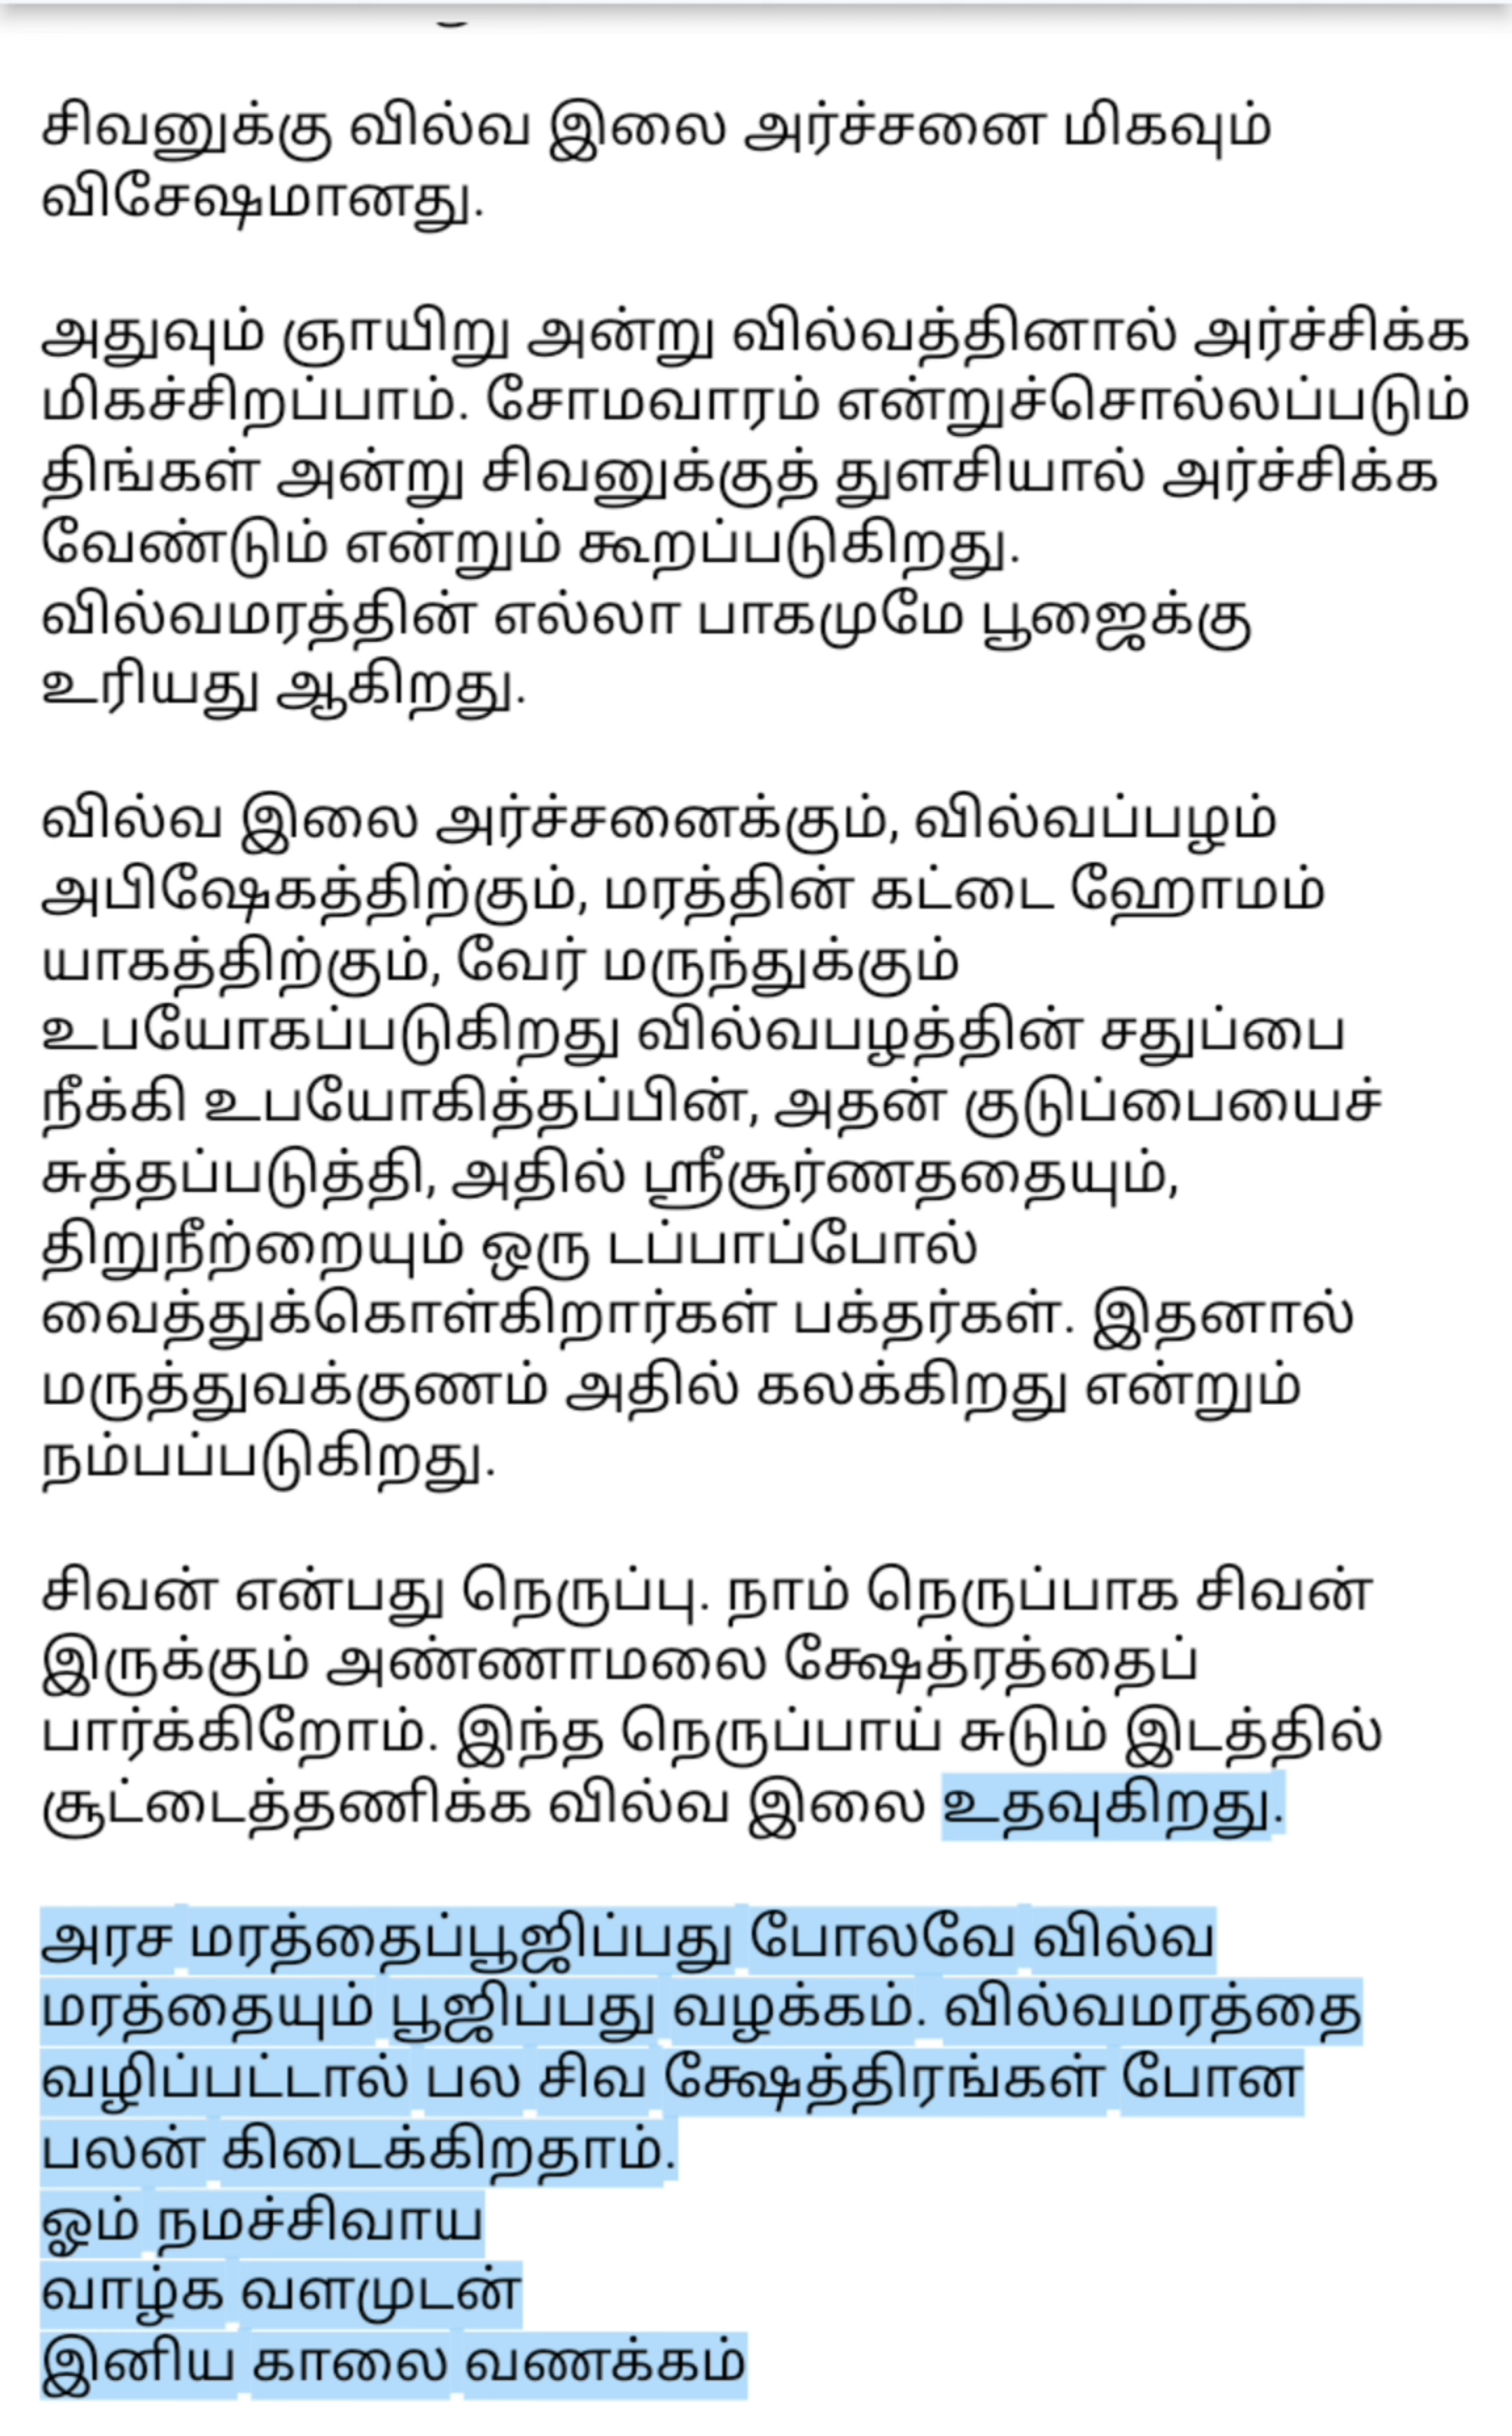 சிவனுக்கு வில்வ இலை அர்ச்சனை மிகவும்
விசேஷமானது.
அதுவும் ஞாயிறு அன்று வில்வத்தினால் அர்ச்சிக்க
மிகச்சிறப்பாம். சோமவாரம் என்றுச்சொல்லப்படும்
திங்கள் அன்று சிவனுக்குத் துளசியால் அர்ச்சிக்க
வேண்டும் என்றும் கூறப்படுகிறது.
வில்வமரத்தின் எல்லா பாகமுமே பூஜைக்கு
உரியது ஆகிறது.
வில்வ இலை அர்ச்சனைக்கும், வில்வப்பழம்
அபிஷேகத்திற்கும், மரத்தின் கட்டை ஹோமம்
யாகத்திற்கும், வேர் மருந்துக்கும்
உபயோகப்படுகிறது வில்வபழத்தின் சதுப்பை
நீக்கி உபயோகித்தப்பின், அதன் குடுப்பையைச்
சுத்தப்படுத்தி, அதில் ஸ்ரீசூர்ணததையும்,
திறுநீற்றையும் ஒரு டப்பாப்போல்
வைத்துக்கொள்கிறார்கள் பக்தர்கள். இதனால்
மருத்துவக்குணம் அதில் கலக்கிறது என்றும்
நம்பப்படுகிறது.
சிவன் என்பது நெருப்பு. நாம் நெருப்பாக சிவன்
இருக்கும் அண்ணாமலை க்ஷேத்ரத்தைப்
பார்க்கிறோம். இந்த நெருப்பாய் சுடும் இடத்தில்
சூட்டைத்தணிக்க வில்வ இலை உதவுகிறது.
அரச மரத்தைப்பூஜிப்பது போலவே வில்வ
மரத்தையும் பூஜிப்பது வழக்கம். வில்வமரத்தை
வழிப்பட்டால் பல சிவ க்ஷேத்திரங்கள் போன
பலன் கிடைக்கிறதாம்.
ஓம் நமச்சிவாய
வாழ்க வளமுடன்
இனிய காலை வணக்கம்